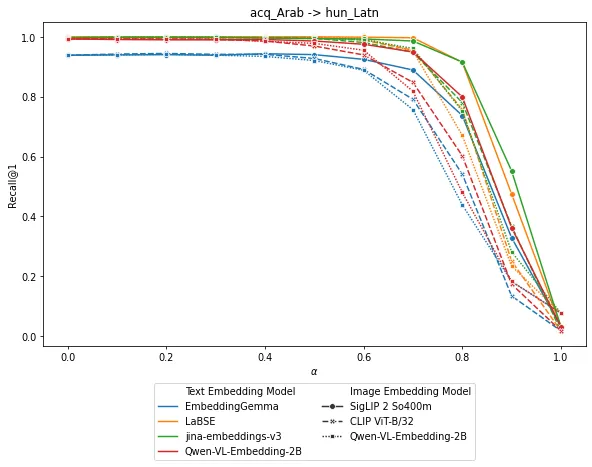 acq_Arab -> hun_Latn
Recall@1
1.0
0.8
0.6
0.4
0.2
0.0
0.0 0.2 0.4 0.6 0.8 1.0
α
Text Embedding Model
EmbeddingGemma
LaBSE
jina-embeddings-v3
Qwen-VL-Embedding-2B
Image Embedding Model
SigLIP 2 So400m
CLIP ViT-B/32
Qwen-VL-Embedding-2B